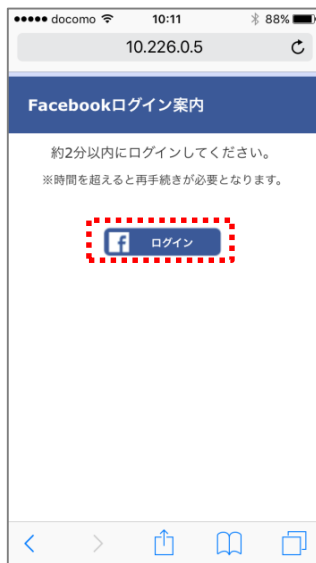 docomo 10:11 88%
10.226.0.5
Facebookログイン案内
約2分以内にログインしてください。
※時間を超えると再手続きが必要となります。
f ログイン